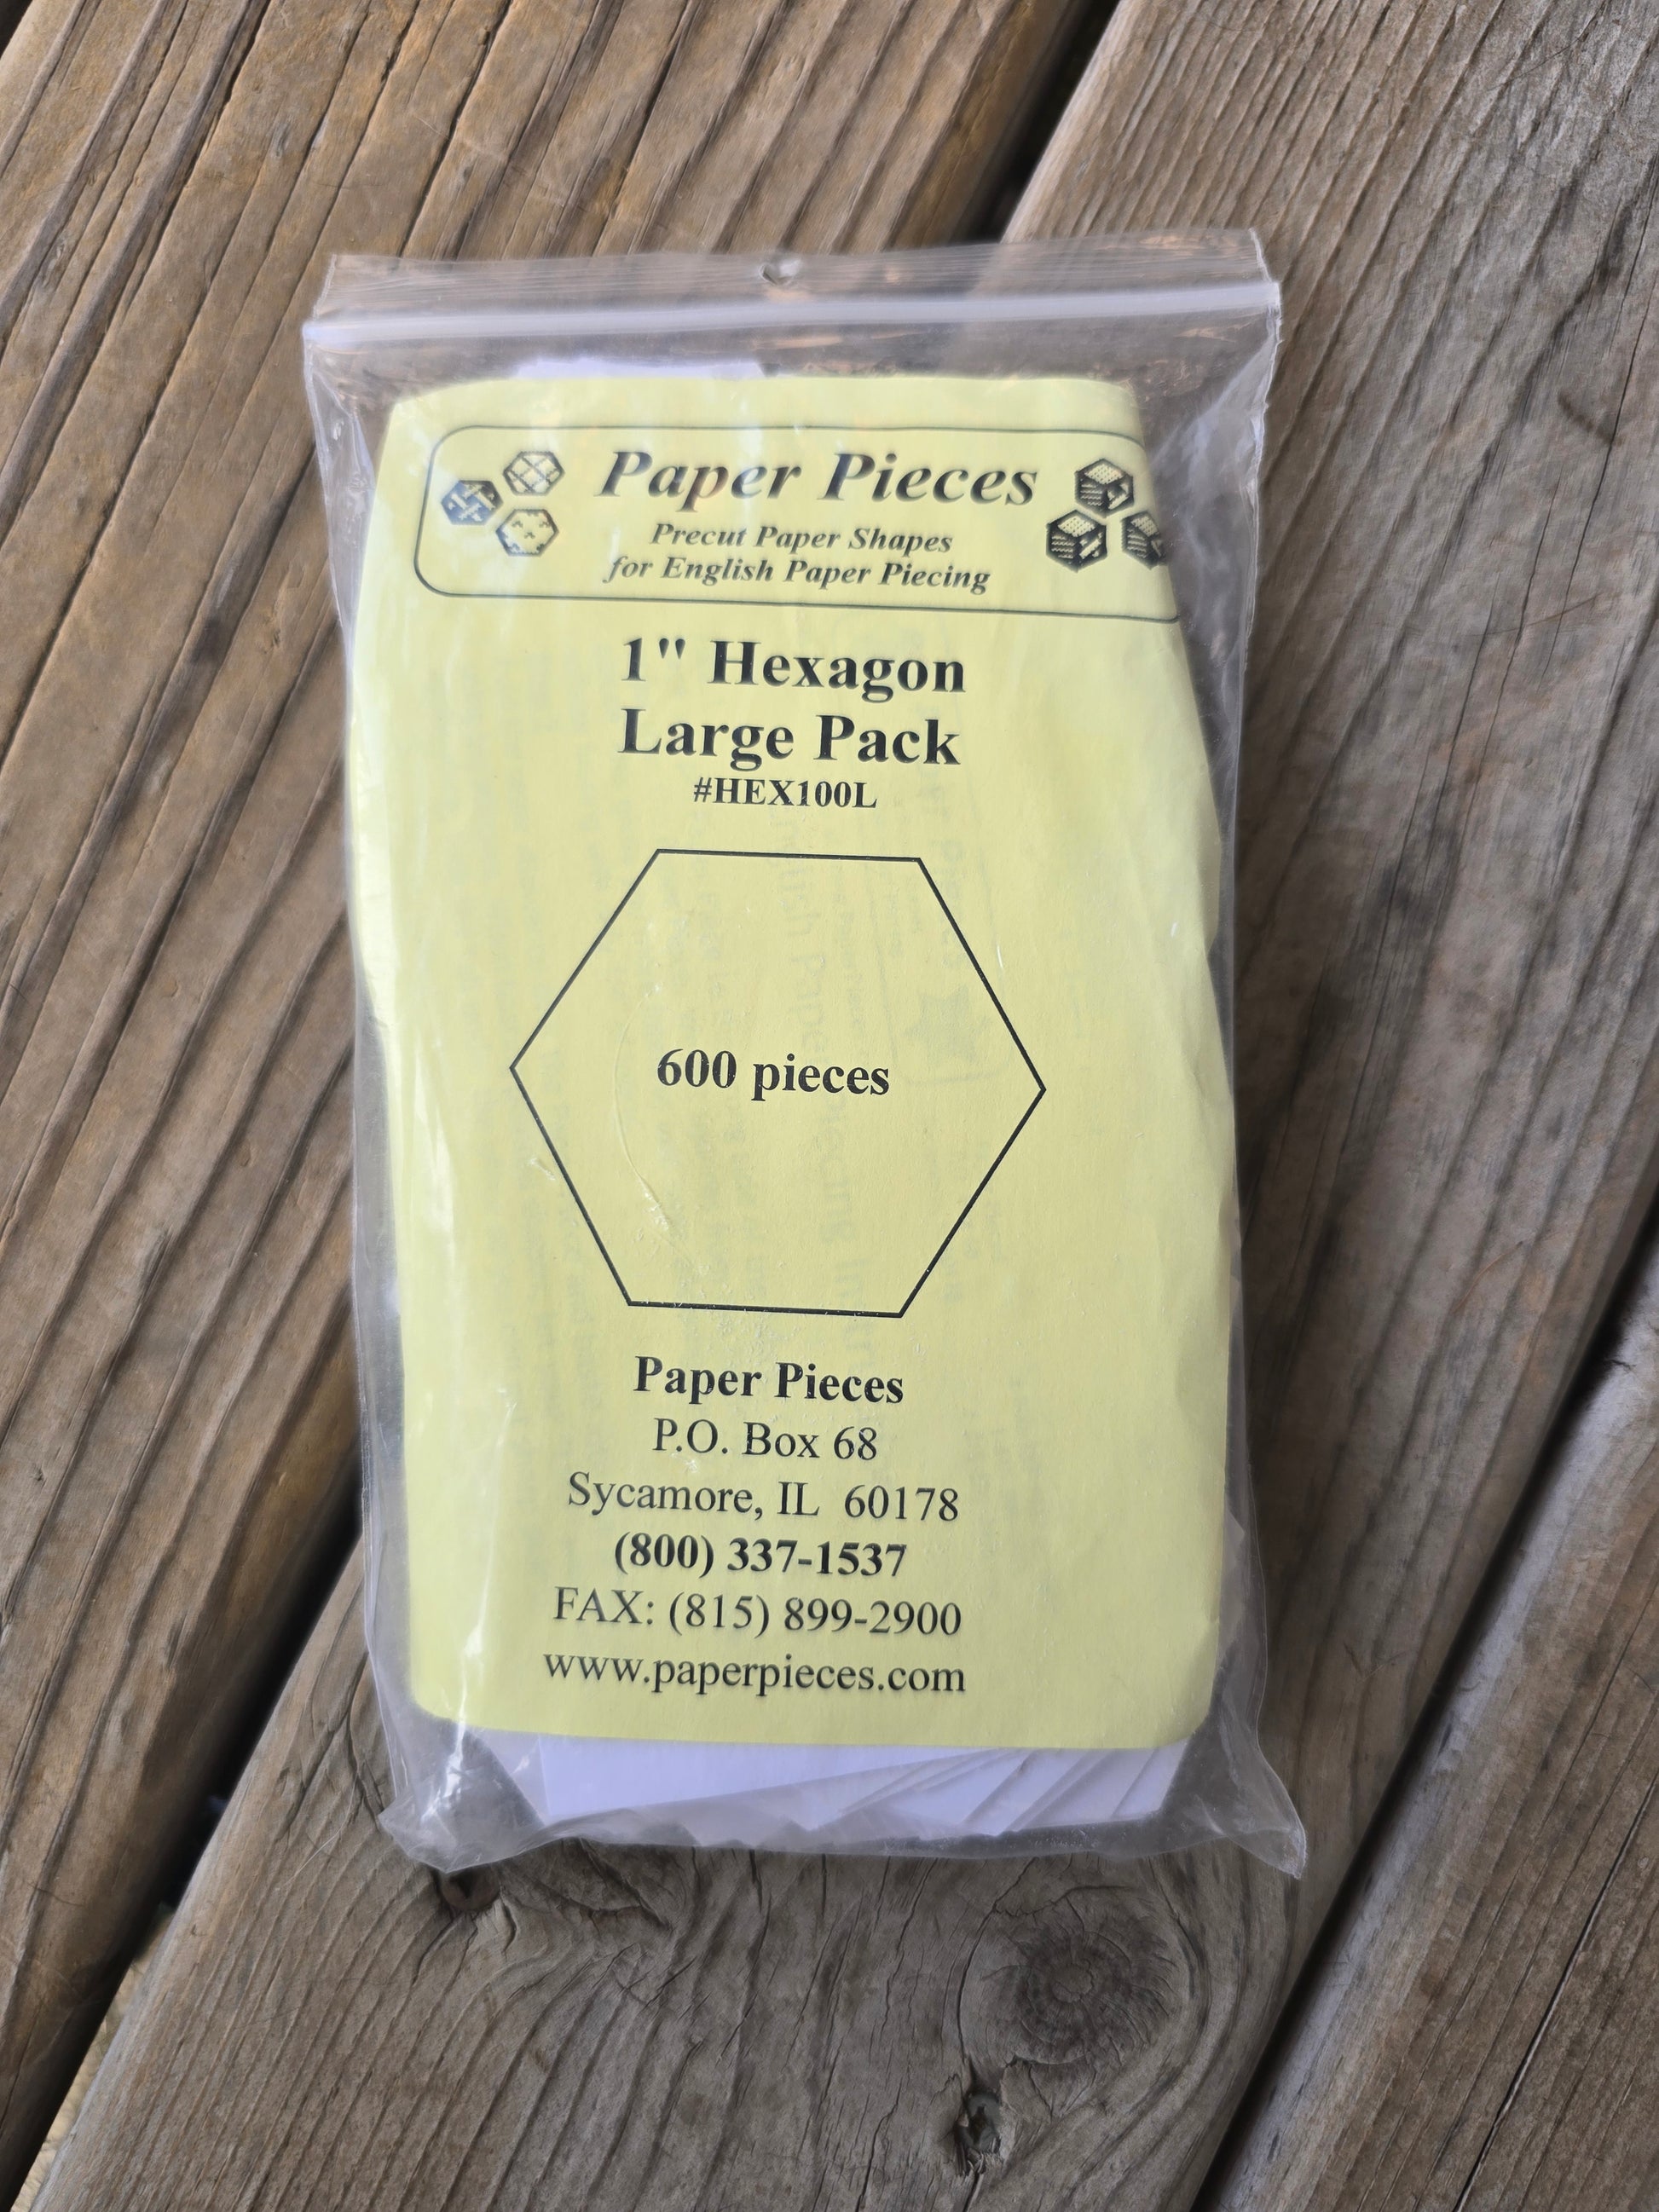 Paper Pieces
Precut Paper Shapes
for English Paper Piecing
1" Hexagon
Large Pack
#HEX100L
600 pieces
Paper Pieces
P.O. Box 68
Sycamore, IL 60178
(800) 337-1537
FAX: (815) 899-2900
www.paperpieces.com